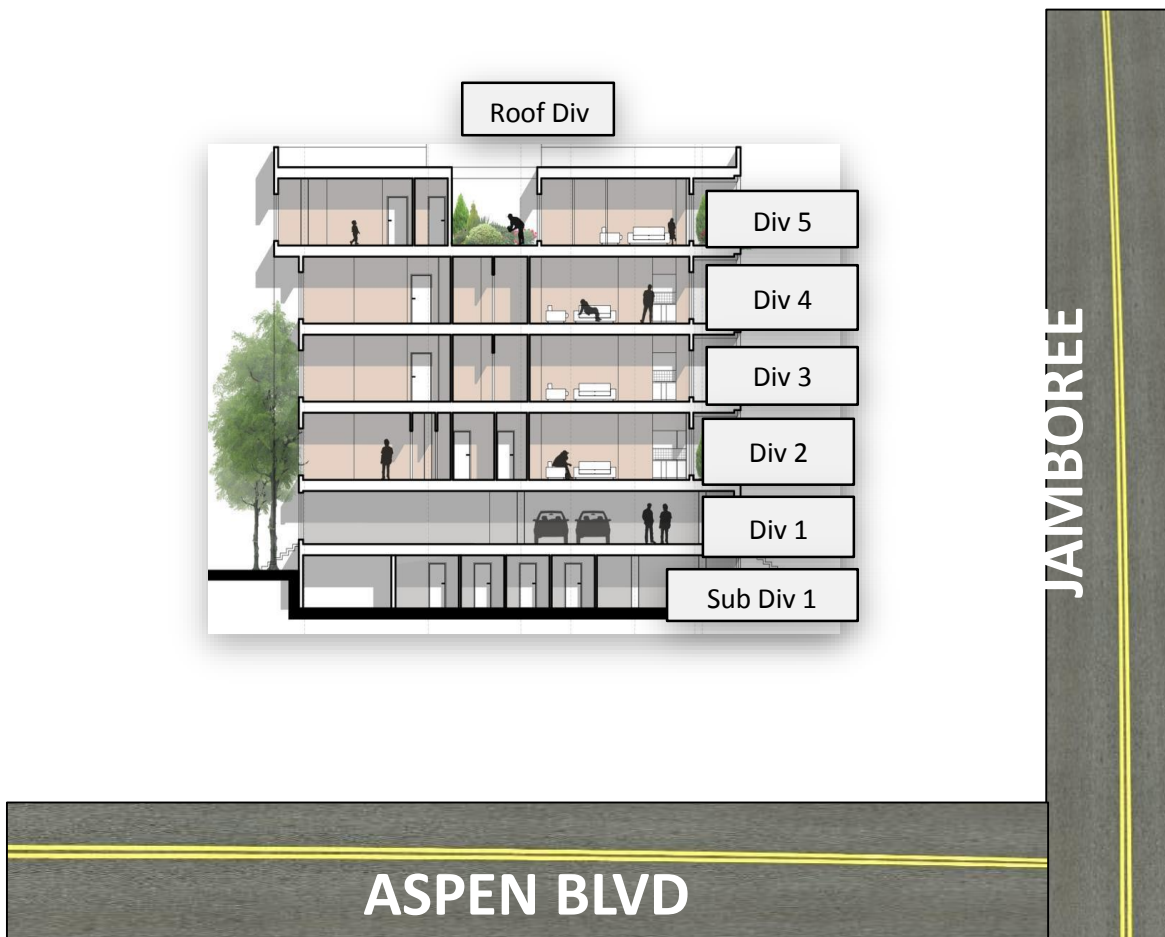 Roof Div
Div 5
Div 4
Div 3
Div 2
Div 1
Sub Div 1
JAMBOREE
ASPEN BLVD